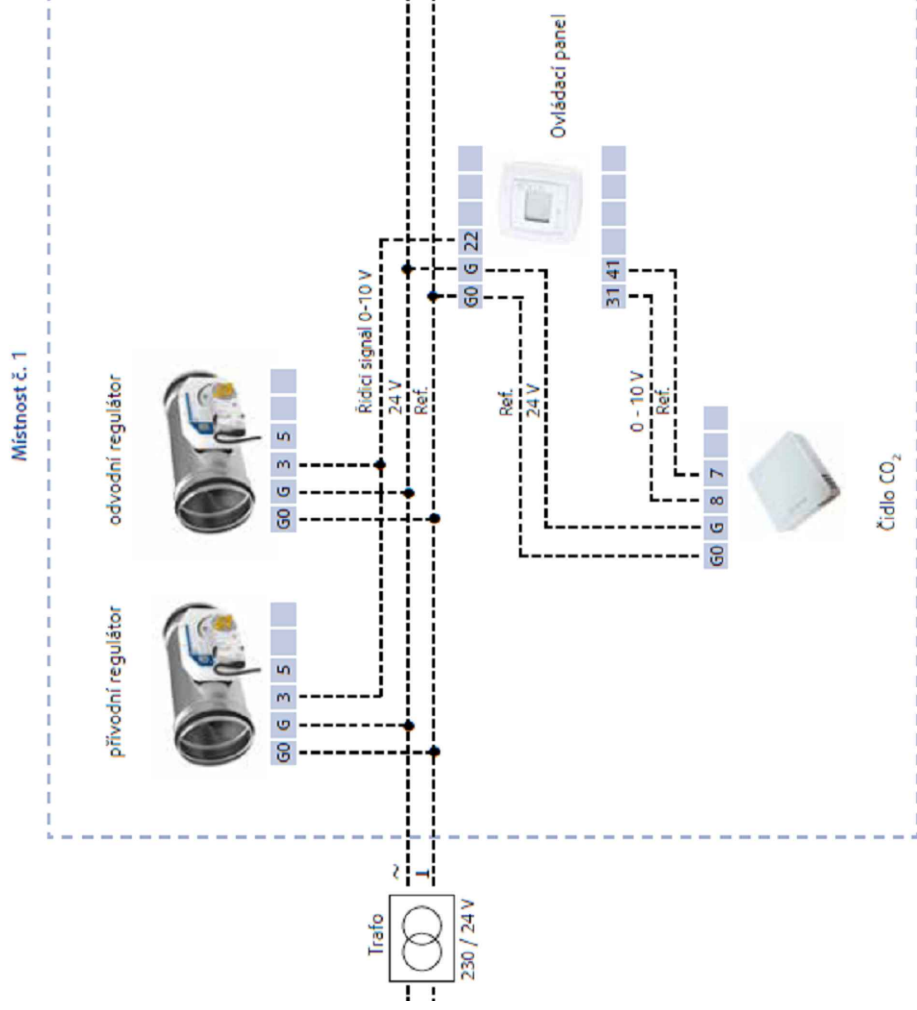 Místnost č. 1
přívodní regulátor
odvodní regulátor
G0 G 3 5
G0 G 3 5
Řídicí signál 0-10 V
24 V
Ref.
Trafo
~
⊥
230 / 24 V
G0 G 22
Ovládací panel
31 41
Ref.
24 V
0 - 10 V
Ref.
G0 G 8 7
Čidlo CO₂